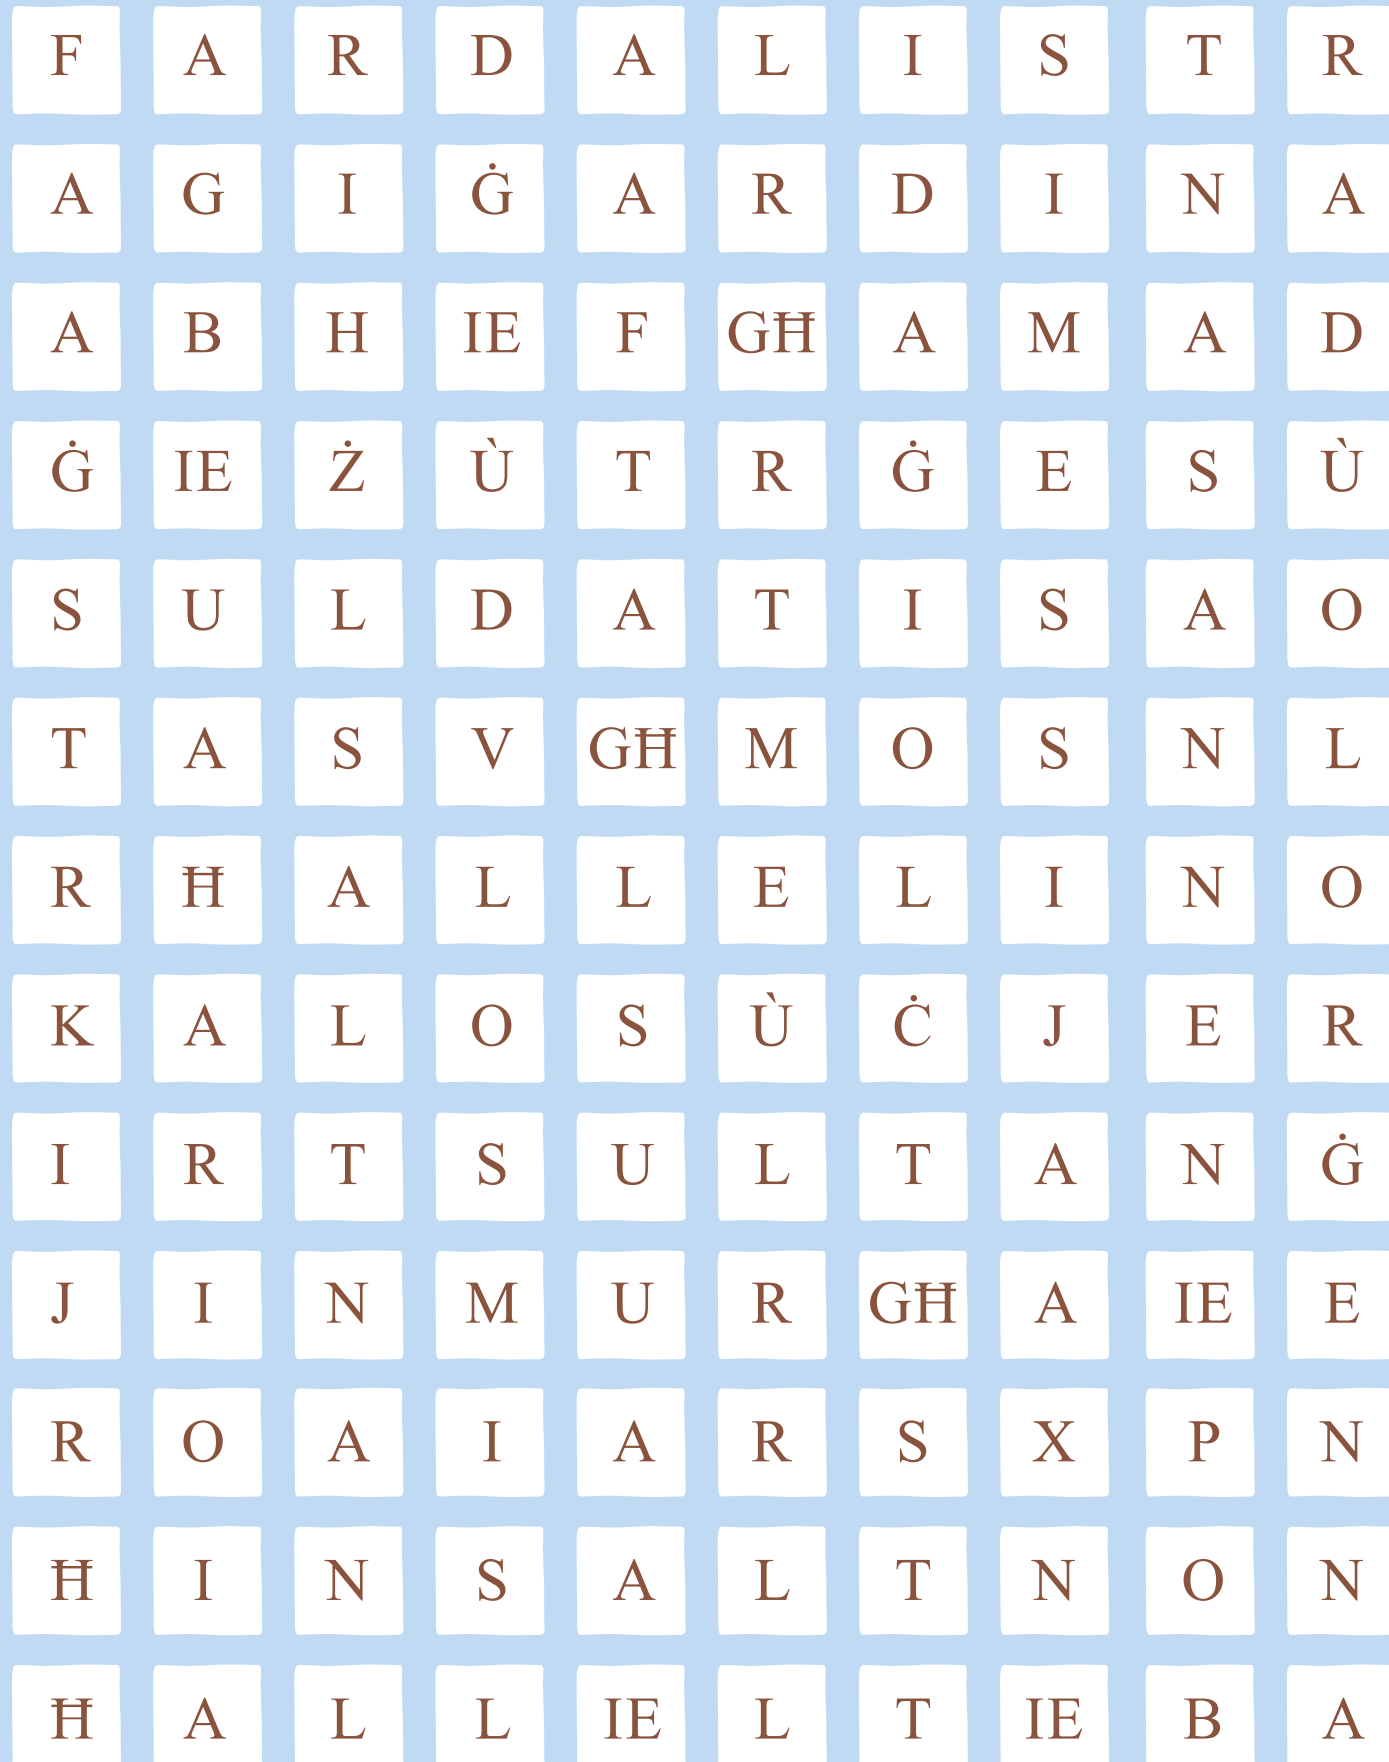 F A R D A L I S T R
A G I Ġ A R D I N A
A B H IE F GĦ A M A D
Ġ IE Ż Ù T R Ġ E S Ù
S U L D A T I S A O
T A S V GĦ M O S N L
R Ħ A L L E L I N O
K A L O S Ù Ċ J E R
I R T S U L T A N Ġ
J I N M U R GĦ A IE E
R O A I A R S X P N
Ħ I N S A L T N O N
Ħ A L L IE L T IE B A